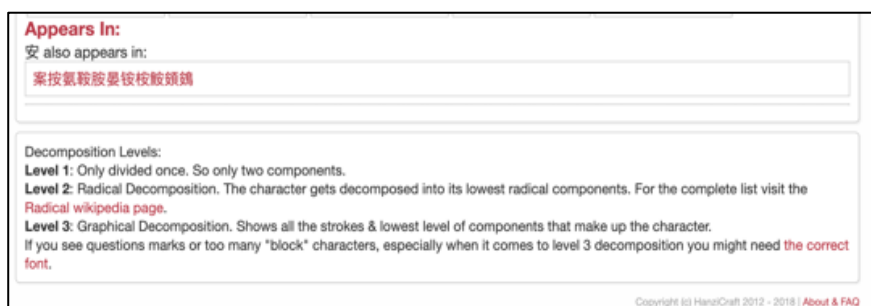 Appears In:
安 also appears in:
案按氨鞍胺晏铵桉鮟頞鴳
Decomposition Levels:
Level 1: Only divided once. So only two components.
Level 2: Radical Decomposition. The character gets decomposed into its lowest radical components. For the complete list visit the
Radical wikipedia page.
Level 3: Graphical Decomposition. Shows all the strokes & lowest level of components that make up the character.
If you see questions marks or too many "block" characters, especially when it comes to level 3 decomposition you might need the correct
font.
Copyright (c) HanziCraft 2012 - 2018 | About & FAQ